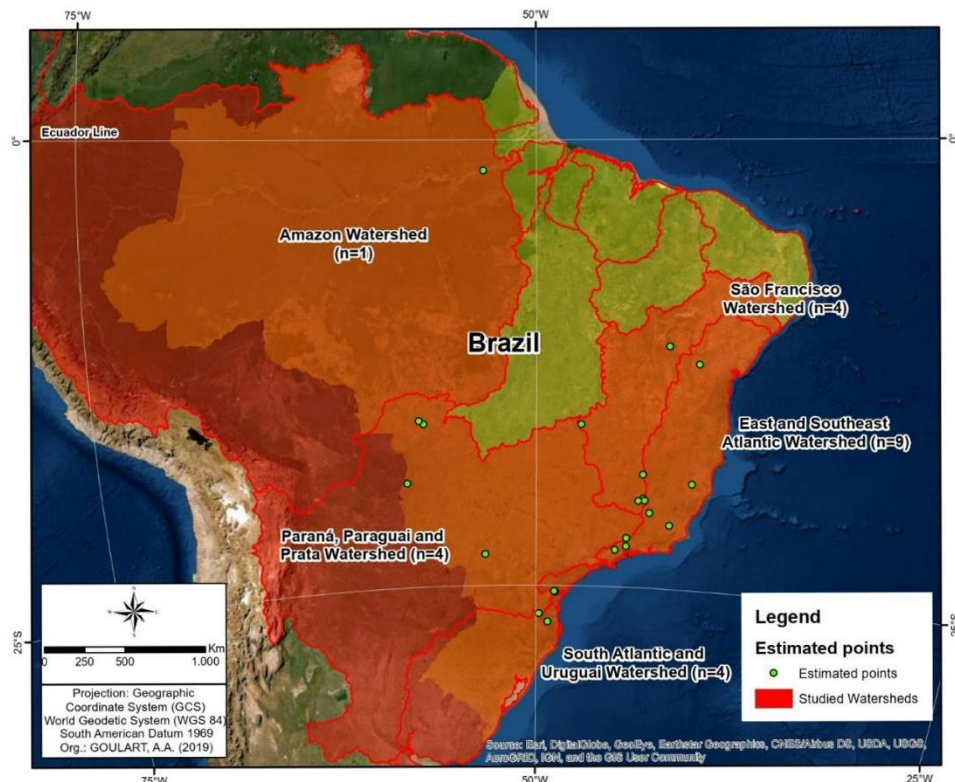 75°W
50°W
Ecuador Line
0°
0°
Amazon Watershed
(n=1)
São Francisco
Watershed (n=4)
Brazil
East and Southeast
Atlantic Watershed (n=9)
Paraná, Paraguai and
Prata Watershed (n=4)
South Atlantic and
Uruguai Watershed (n=4)
25°S
25°S
Km
0 250 500 1.000
Projection: Geographic
Coordinate System (GCS)
World Geodetic System (WGS 84)
South American Datum 1969
Org.: GOULART, A.A. (2019)
Legend
Estimated points
Estimated points
Studied Watersheds
Source: Esri, DigitalGlobe, GeoEye, Earthstar Geographics, CNES/Airbus DS, USDA, USGS,
AeroGRID, IGN, and the GIS User Community
75°W
50°W
25°W